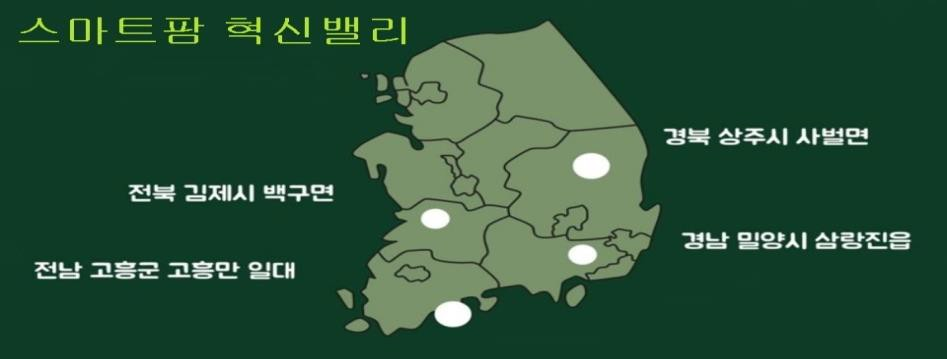 스마트팜 혁신밸리
경북 상주시 사벌면
전북 김제시 백구면
경남 밀양시 삼랑진읍
전남 고흥군 고흥만 일대